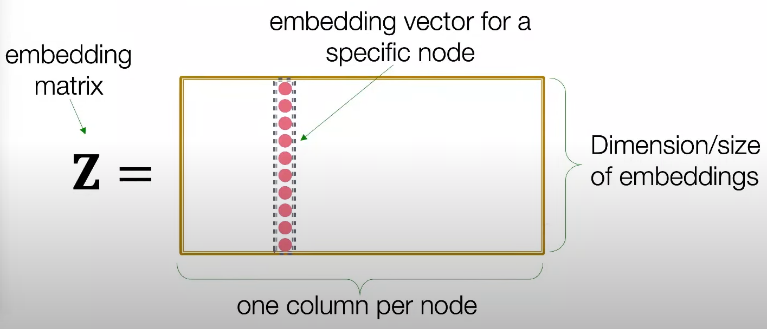 embedding vector for a
specific node
embedding
matrix
Z =
Dimension/size
of embeddings
one column per node